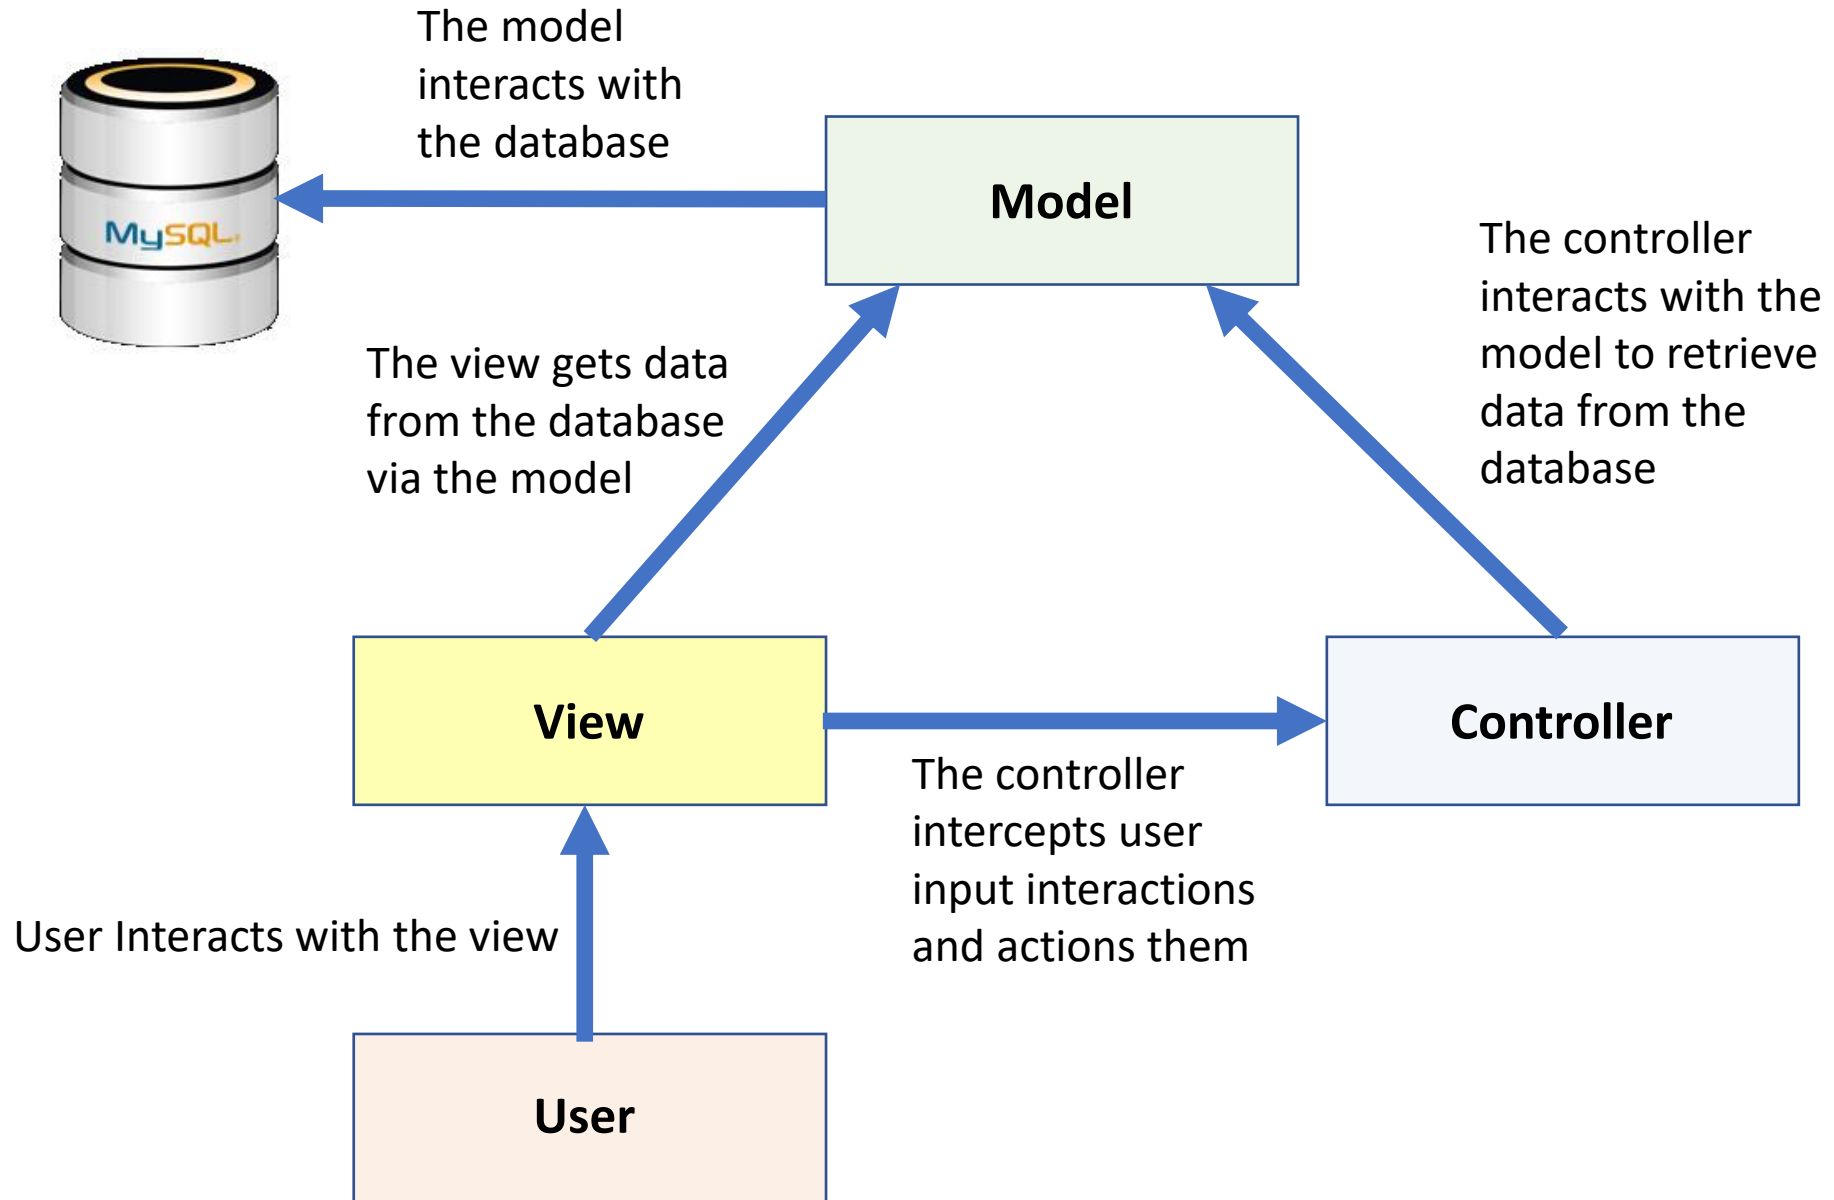 The model
interacts with
the database
MySQL
Model
The controller
interacts with the
model to retrieve
data from the
database
The view gets data
from the database
via the model
View
Controller
The controller
intercepts user
input interactions
and actions them
User Interacts with the view
User